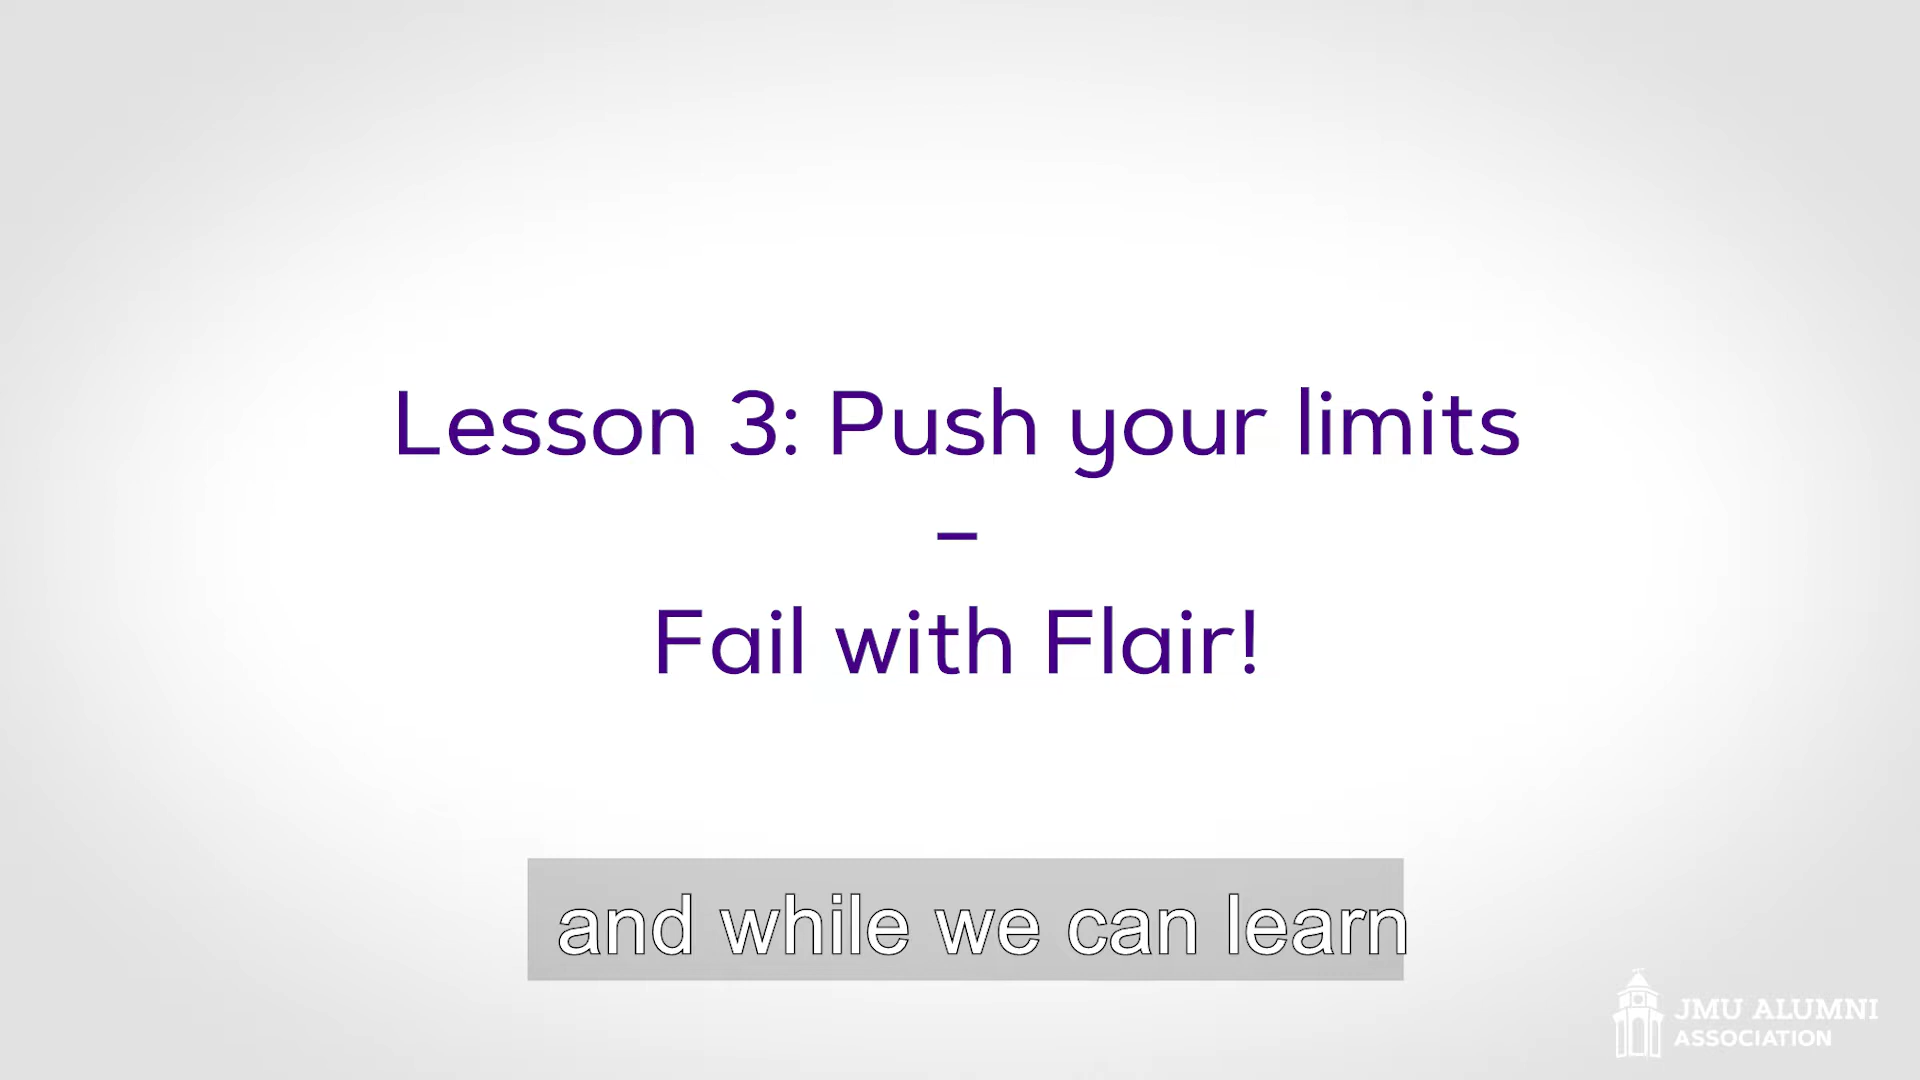 Lesson 3: Push your limits
–
Fail with Flair!
and while we can learn
JMU ALUMNI
ASSOCIATION